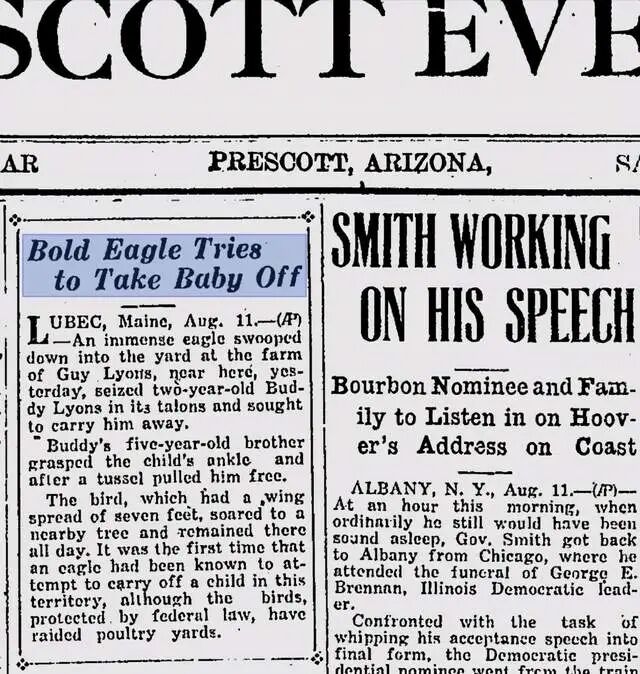 SCOTT EVE
AR
PRESCOTT, ARIZONA,
SA
Bold Eagle Tries
to Take Baby Off
LUBEC, Maine, Aug. 11.—(AP)
—An immense eagle swooped
down into the yard at the farm
of Guy Lyons, near here, yes-
terday, seized two-year-old Bud-
dy Lyons in its talons and sought
to carry him away.
Buddy's five-year-old brother
grasped the child's ankle and
after a tussel pulled him free.
The bird, which had a wing
spread of seven feet, soared to a
nearby tree and remained there
all day. It was the first time that
an eagle had been known to at-
tempt to carry off a child in this
territory, although the birds,
protected by federal law, have
raided poultry yards.
SMITH WORKING
ON HIS SPEECH
Bourbon Nominee and Fam-
ily to Listen in on Hoov-
er's Address on Coast
ALBANY, N. Y., Aug. 11.—(AP)—
At an hour this morning, when
ordinarily he still would have been
sound asleep, Gov. Smith got back
to Albany from Chicago, where he
attended the funeral of George E.
Brennan, Illinois Democratic lead-
er.
Confronted with the task of
whipping his acceptance speech into
final form, the Democratic presi-
dential nominee went from the train